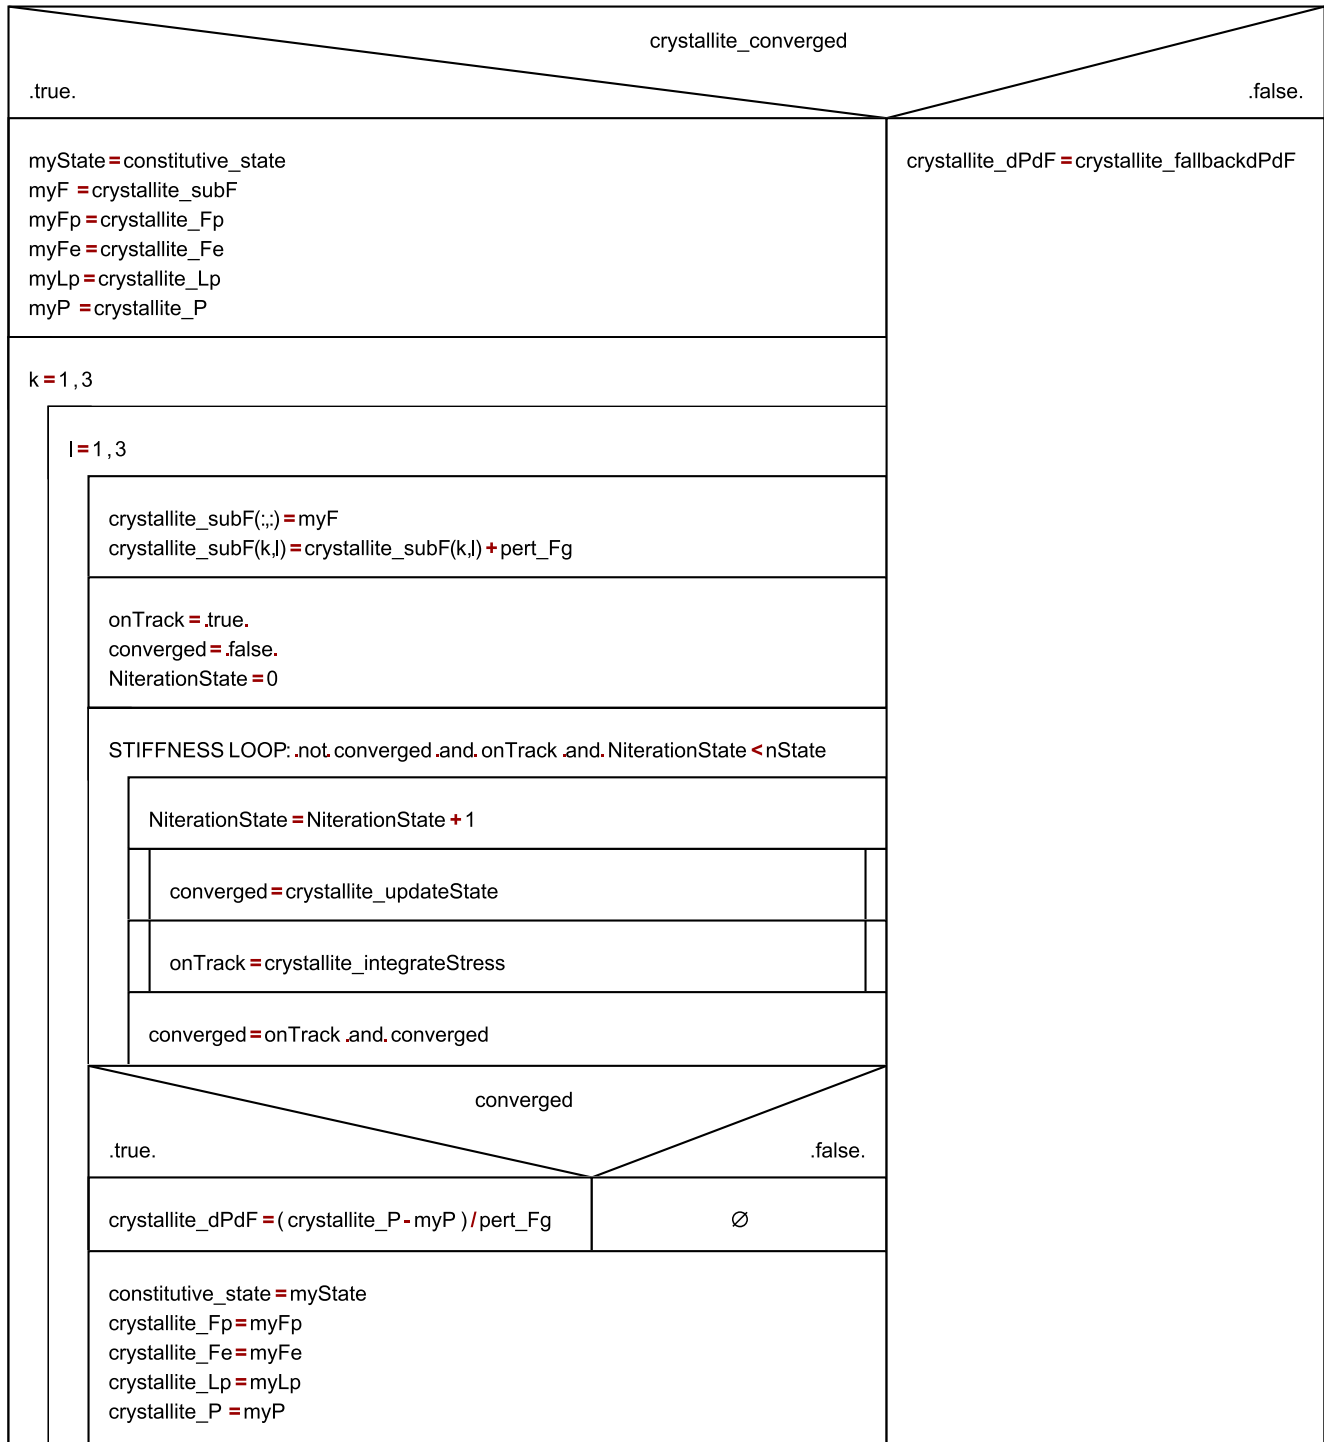 crystallite_converged
.true.
.false.
myState=constitutive_state
myF =crystallite_subF
myFp=crystallite_Fp
myFe=crystallite_Fe
myLp=crystallite_Lp
myP =crystallite_P
crystallite_dPdF=crystallite_fallbackdPdF
k=1,3
l=1,3
crystallite_subF(:,:)=myF
crystallite_subF(k,l)=crystallite_subF(k,l)+pert_Fg
onTrack=.true.
converged=.false.
NiterationState=0
STIFFNESS LOOP: .not. converged .and. onTrack .and. NiterationState<nState
NiterationState=NiterationState+1
converged=crystallite_updateState
onTrack=crystallite_integrateStress
converged=onTrack .and. converged
converged
.true.
.false.
crystallite_dPdF=(crystallite_P-myP)/pert_Fg
∅
constitutive_state=myState
crystallite_Fp=myFp
crystallite_Fe=myFe
crystallite_Lp=myLp
crystallite_P =myP